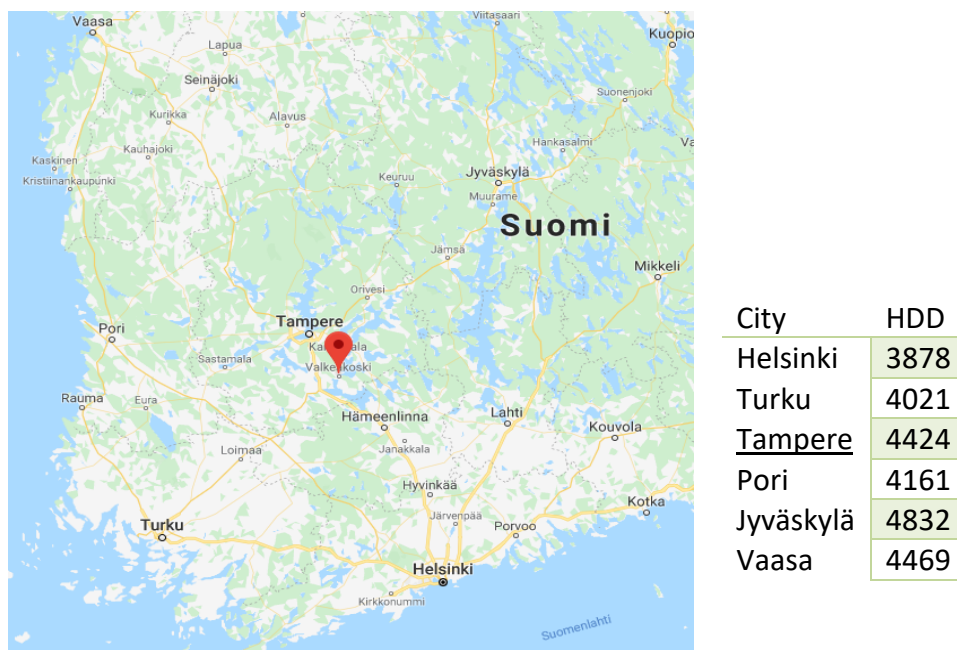 Vaasa
Viitasaari
Kuopio
Lapua
Seinäjoki
Suonenjoki
Kurikka
Alavus
Hankasalmi
Kauhajoki
Kaskinen
Keuruu
Jyväskylä
Kristiinankaupunki
Muurame
Suomi
Jämsä
Mikkeli
Orivesi
Tampere
Pori
Sastamala
Rauma
Eura
Hämeenlinna
Lahti
Kouvola
Loimaa
Janakkala
Hyvinkää
Kotka
Järvenpää
Porvoo
Turku
Helsinki
Kirkkonummi
Suomenlahti
City HDD
Helsinki 3878
Turku 4021
Tampere 4424
Pori 4161
Jyväskylä 4832
Vaasa 4469